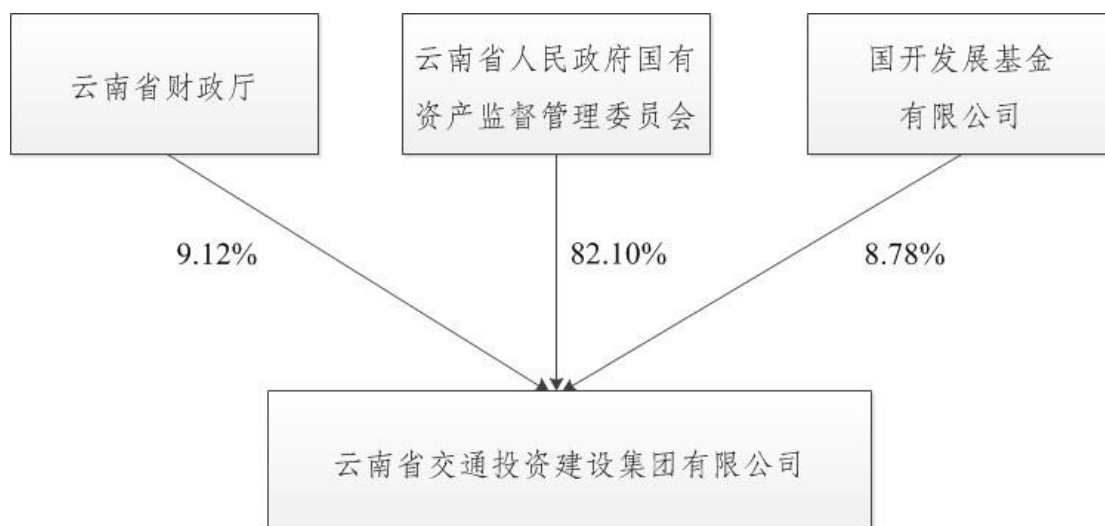 云南省财政厅
云南省人民政府国有
资产监督管理委员会
国开发展基金
有限公司
9.12%
82.10%
8.78%
云南省交通投资建设集团有限公司